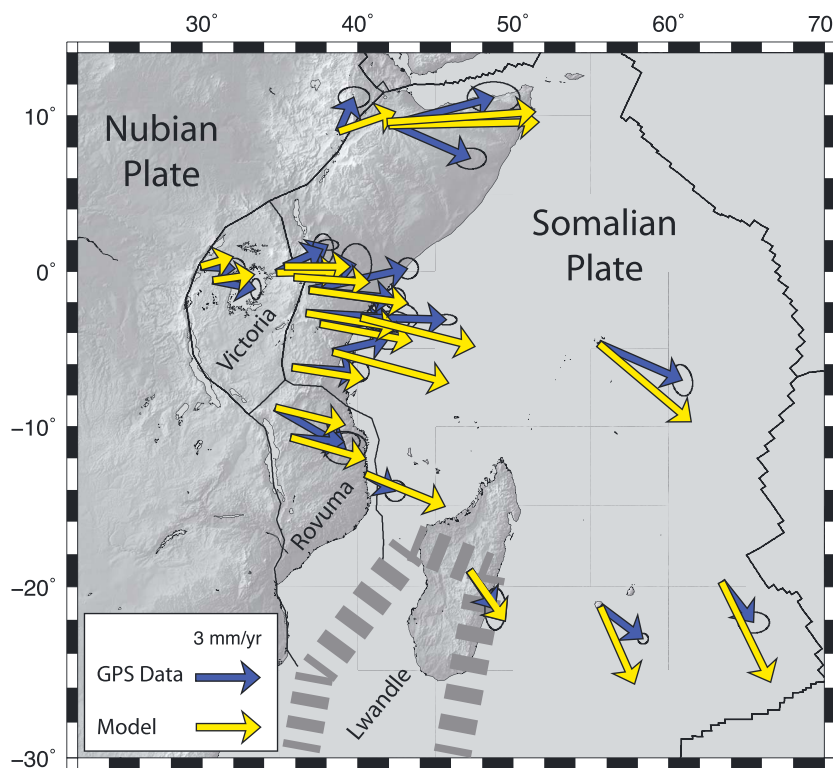 30° 40° 50° 60° 70
Nubian
Plate
10°
Somalian
Plate
0°
Victoria
−10°
Rovuma
−20°
3 mm/yr
GPS Data
Model
Lwandle
−30°